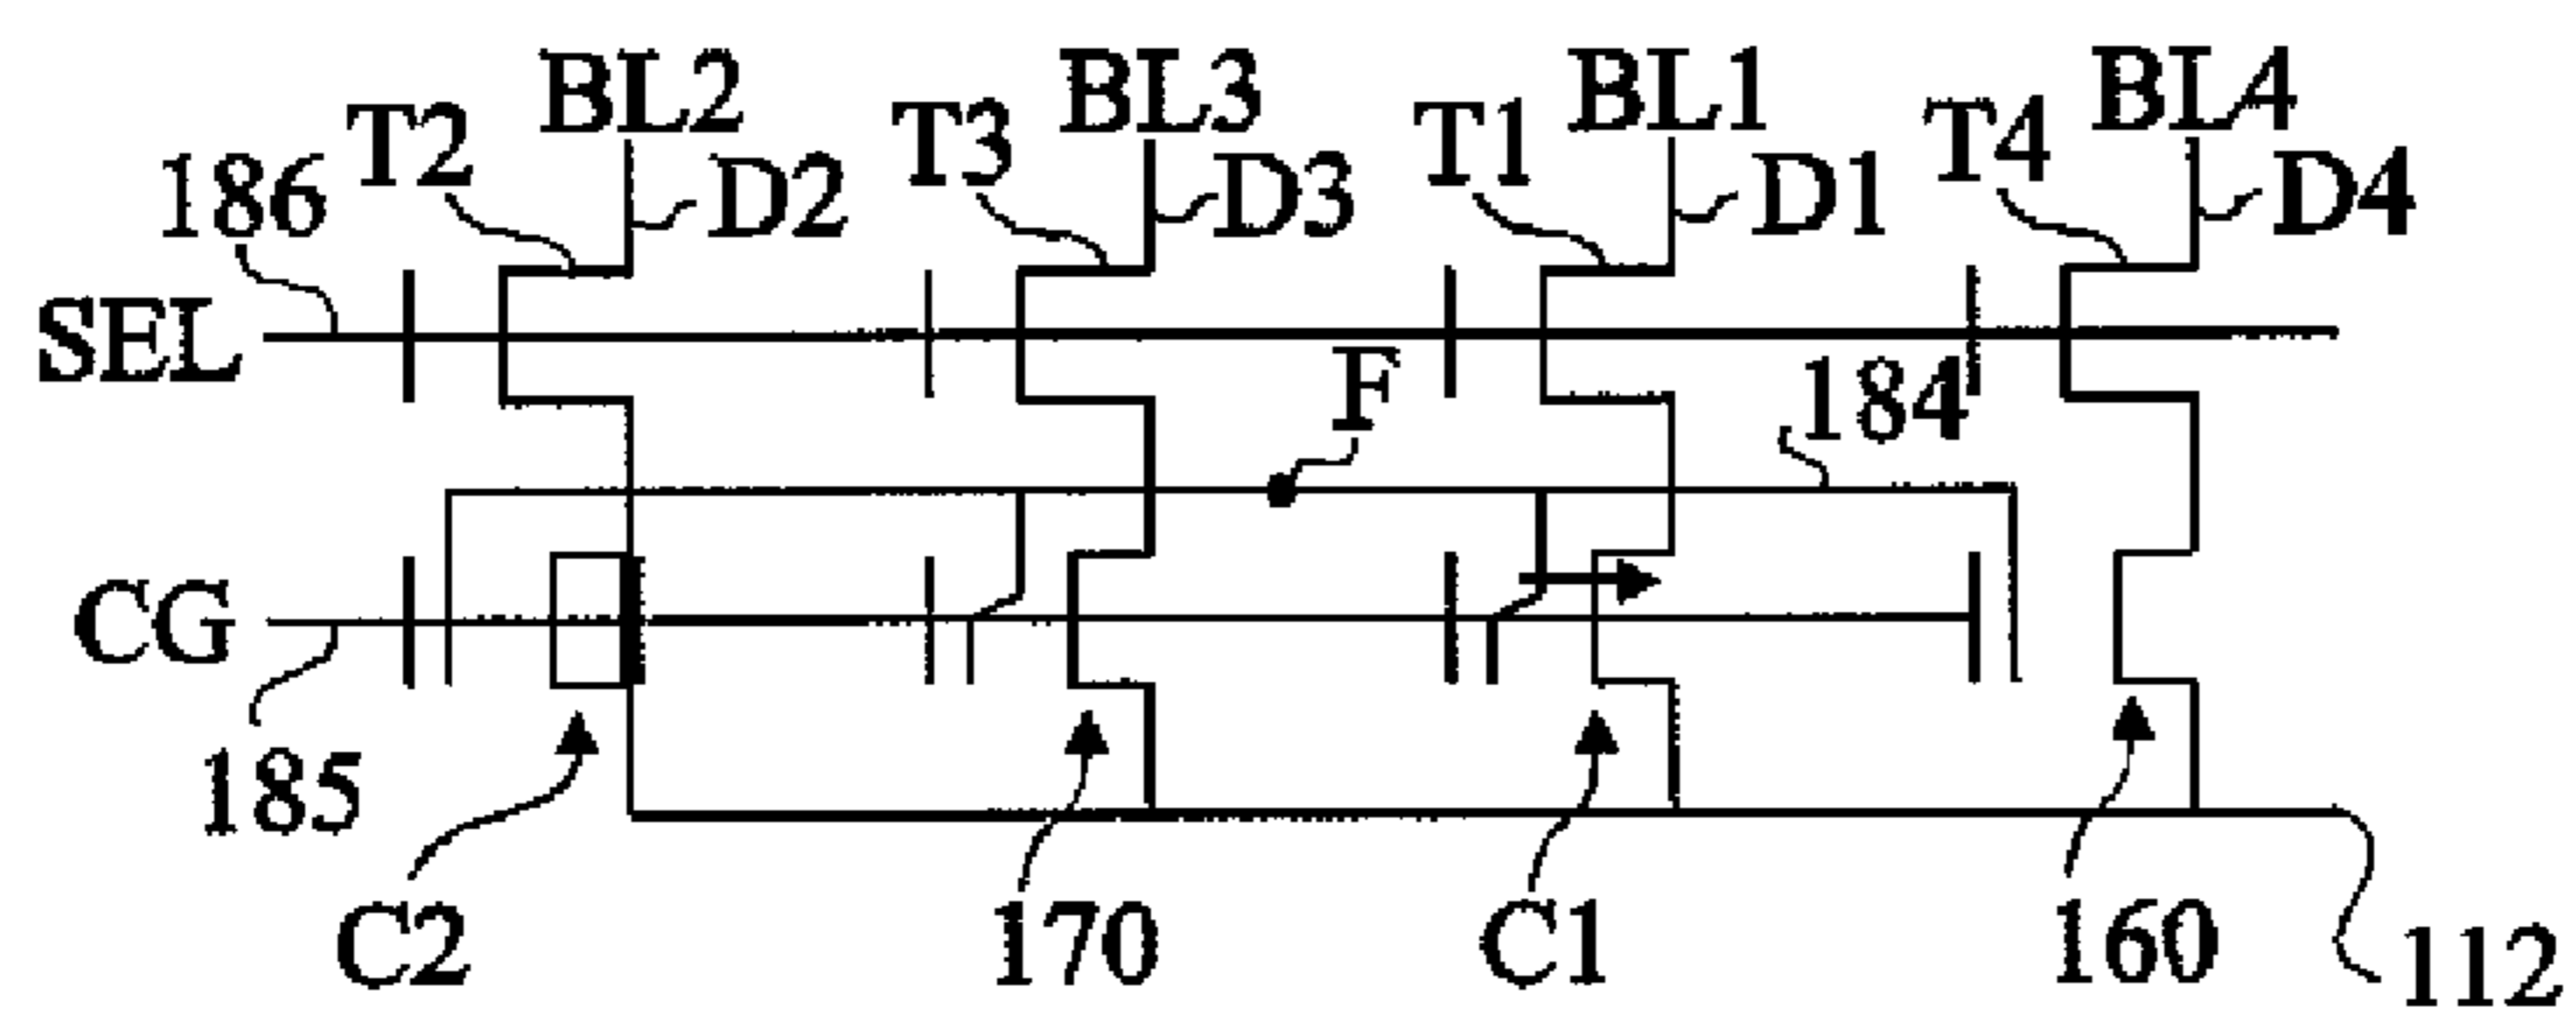 BL2 BL3 BL1 BL4
T2 T3 T1 T4
186 D2 D3 D1 D4
SEL
F 184
CG
185
C2 170 C1 160 112